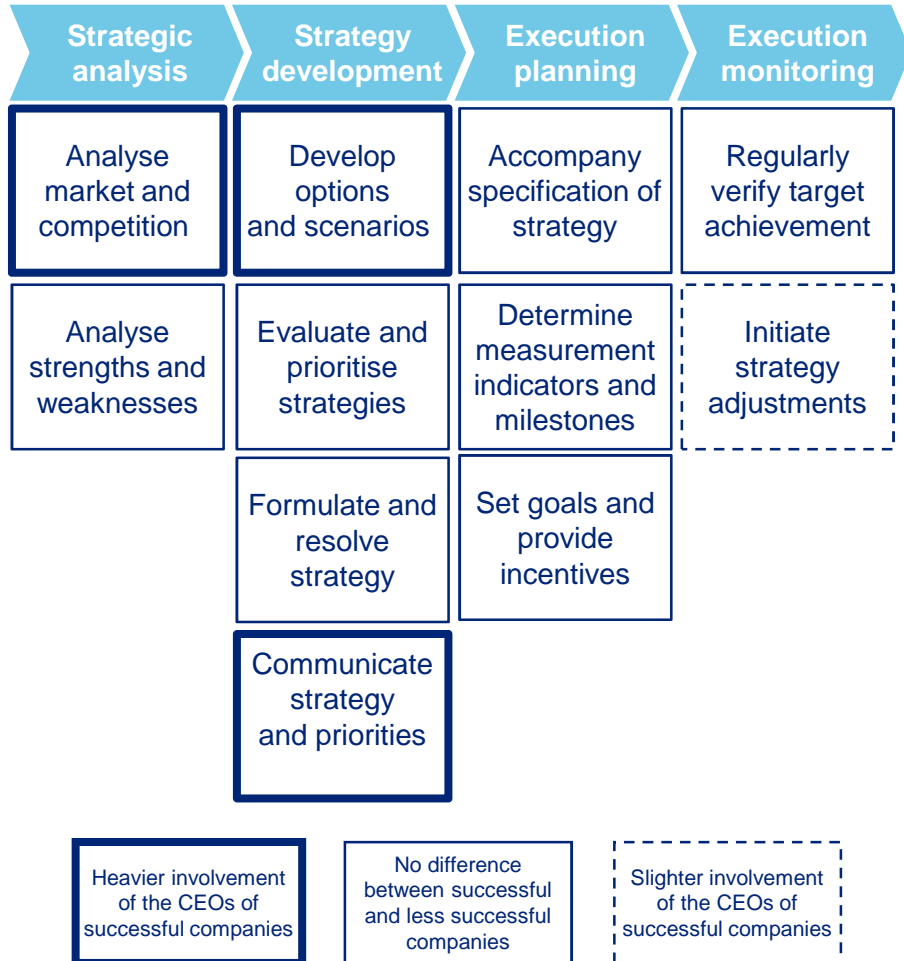 Strategic
analysis
Strategy
development
Execution
planning
Execution
monitoring
Analyse
market and
competition
Develop
options
and scenarios
Accompany
specification of
strategy
Regularly
verify target
achievement
Analyse
strengths and
weaknesses
Evaluate and
prioritise
strategies
Determine
measurement
indicators and
milestones
Initiate
strategy
adjustments
Formulate and
resolve
strategy
Set goals and
provide
incentives
Communicate
strategy
and priorities
Heavier involvement
of the CEOs of
successful companies
No difference
between successful
and less successful
companies
Slighter involvement
of the CEOs of
successful companies